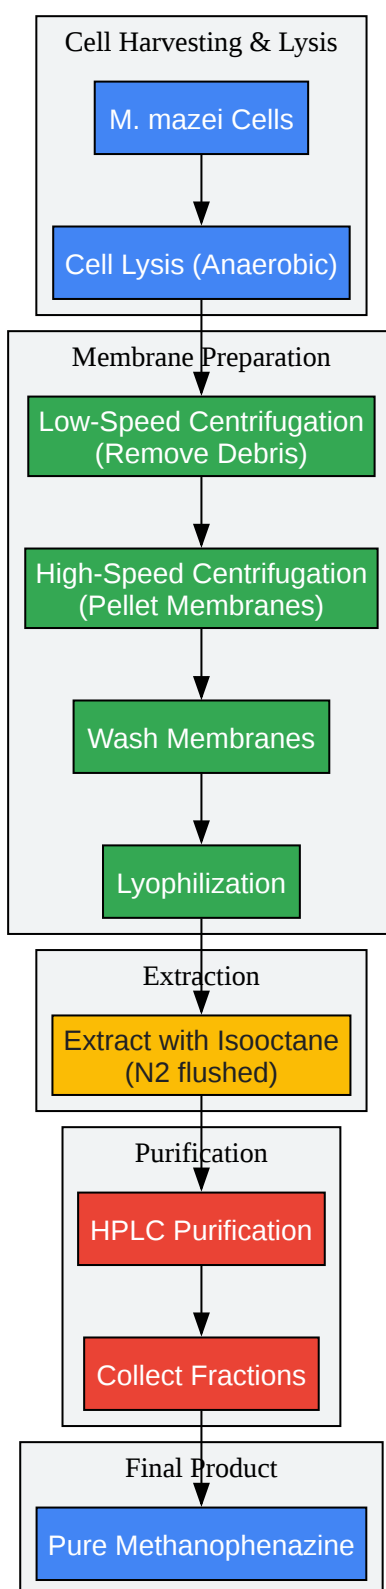 Cell Harvesting & Lysis
M. mazei Cells
Cell Lysis (Anaerobic)
Membrane Preparation
Low-Speed Centrifugation
(Remove Debris)
High-Speed Centrifugation
(Pellet Membranes)
Wash Membranes
Lyophilization
Extraction
Extract with Isooctane
(N2 flushed)
Purification
HPLC Purification
Collect Fractions
Final Product
Pure Methanophenazine